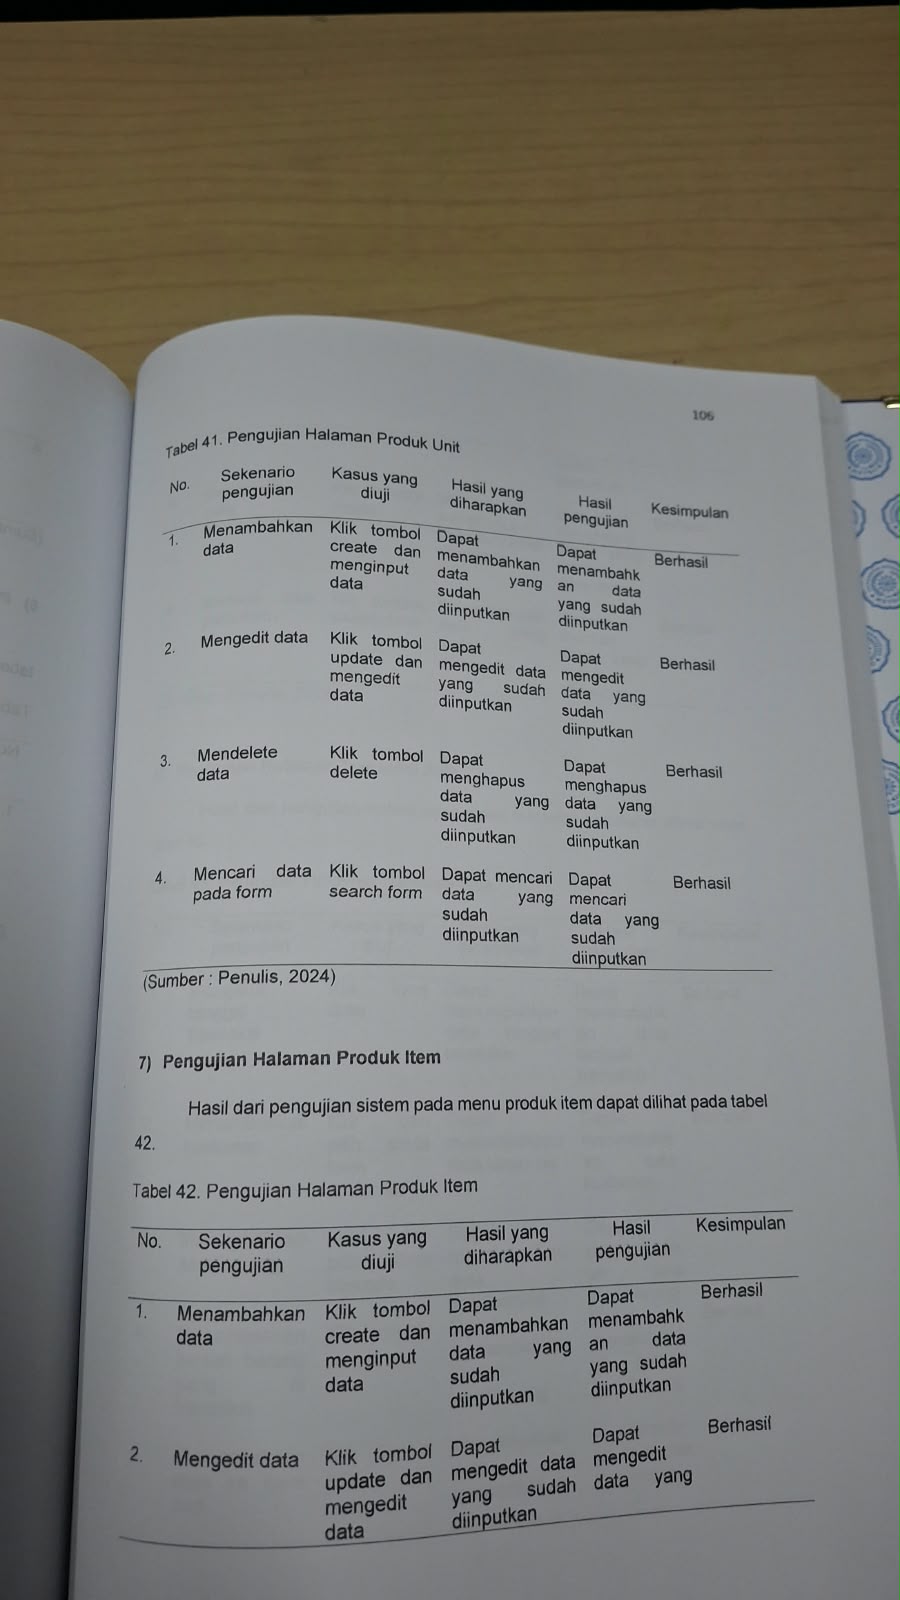 106
Tabel 41. Pengujian Halaman Produk Unit
No. Sekenario pengujian Kasus yang diuji Hasil yang diharapkan Hasil pengujian Kesimpulan
1. Menambahkan data Klik tombol create dan menginput data Dapat menambahkan data yang sudah diinputkan Dapat menambahk an data yang sudah diinputkan Berhasil
2. Mengedit data Klik tombol update dan mengedit data Dapat mengedit data yang sudah diinputkan Dapat mengedit data yang sudah diinputkan Berhasil
3. Mendelete data Klik tombol delete Dapat menghapus data yang sudah diinputkan Dapat menghapus data yang sudah diinputkan Berhasil
4. Mencari data pada form Klik tombol search form Dapat mencari data yang sudah diinputkan Dapat mencari data yang sudah diinputkan Berhasil
(Sumber : Penulis, 2024)
7) Pengujian Halaman Produk Item
Hasil dari pengujian sistem pada menu produk item dapat dilihat pada tabel
42.
Tabel 42. Pengujian Halaman Produk Item
No. Sekenario pengujian Kasus yang diuji Hasil yang diharapkan Hasil pengujian Kesimpulan
1. Menambahkan data Klik tombol create dan menginput data Dapat menambahkan data yang sudah diinputkan Dapat menambahk an data yang sudah diinputkan Berhasil
2. Mengedit data Klik tombol update dan mengedit data Dapat mengedit data yang sudah diinputkan Dapat mengedit data yang Berhasil